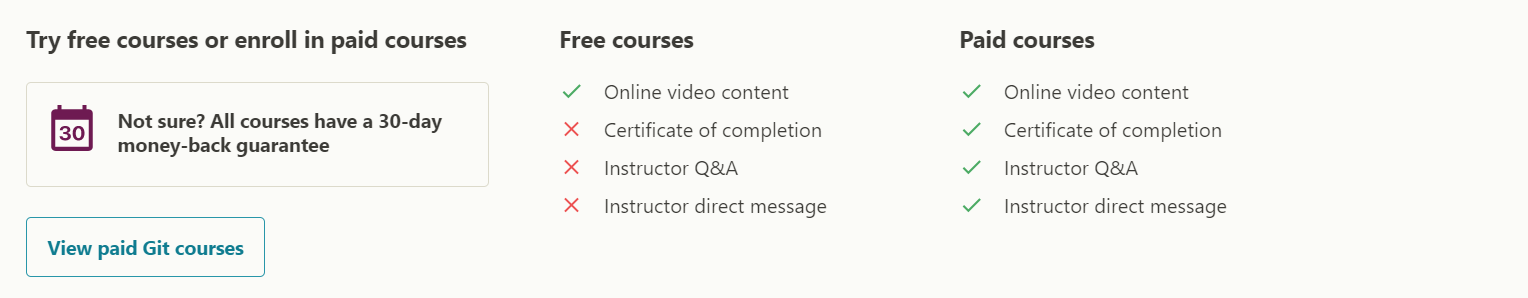 Try free courses or enroll in paid courses
30
Not sure? All courses have a 30-day
money-back guarantee
View paid Git courses
Free courses
Online video content
Certificate of completion
Instructor Q&A
Instructor direct message
Paid courses
Online video content
Certificate of completion
Instructor Q&A
Instructor direct message